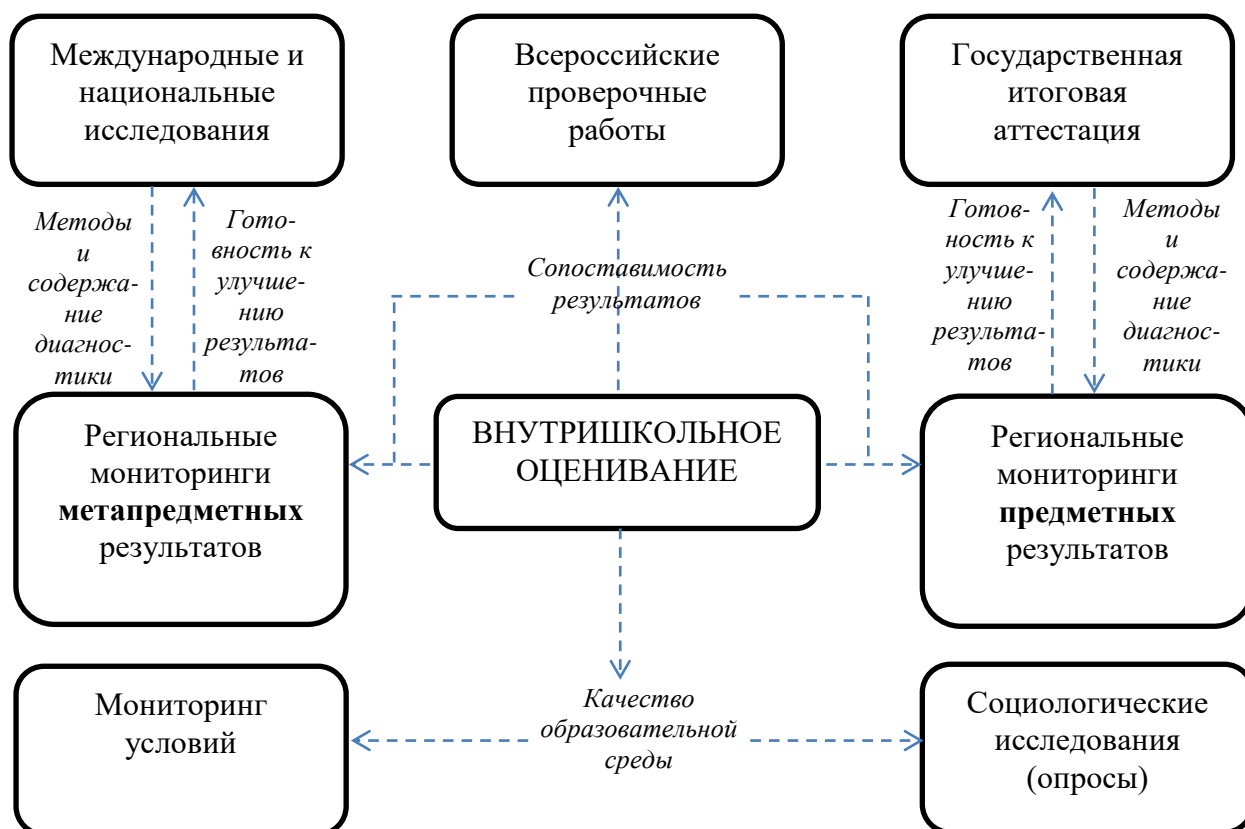 Международные и
национальные
исследования
Всероссийские
проверочные
работы
Государственная
итоговая
аттестация
Методы
и
содержа-
ние
диагнос-
тики
Гото-
вность к
улучше-
нию
результа-
тов
Сопоставимость
результатов
Готов-
ность к
улучше-
нию
результа-
тов
Методы
и
содержа-
ние
диагнос-
тики
Региональные
мониторинги
метапредметных
результатов
ВНУТРИШКОЛЬНОЕ
ОЦЕНИВАНИЕ
Региональные
мониторинги
предметных
результатов
Мониторинг
условий
Качество
образовательной
среды
Социологические
исследования
(опросы)